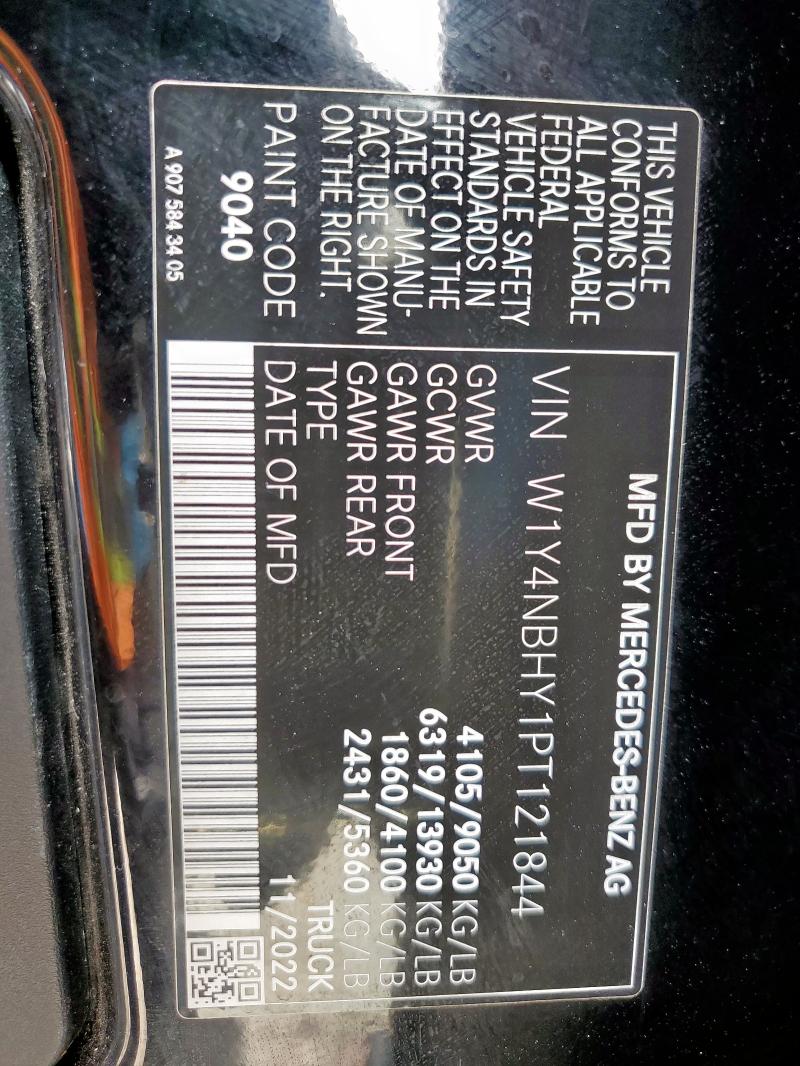 MFD BY MERCEDES-BENZ AG
THIS VEHICLE
CONFORMS TO
ALL APPLICABLE
FEDERAL
VEHICLE SAFETY
STANDARDS IN
EFFECT ON THE
DATE OF MANU-
FACTURE SHOWN
ON THE RIGHT.
PAINT CODE
9040
A 907 584 34 05
VIN W1Y4NBHY1PT121844
GVWR 4105/9050 KG/LB
GCWR 6319/13930 KG/LB
GAWR FRONT 1860/4100 KG/LB
GAWR REAR 2431/5360 KG/LB
TYPE TRUCK
DATE OF MFD 11/2022